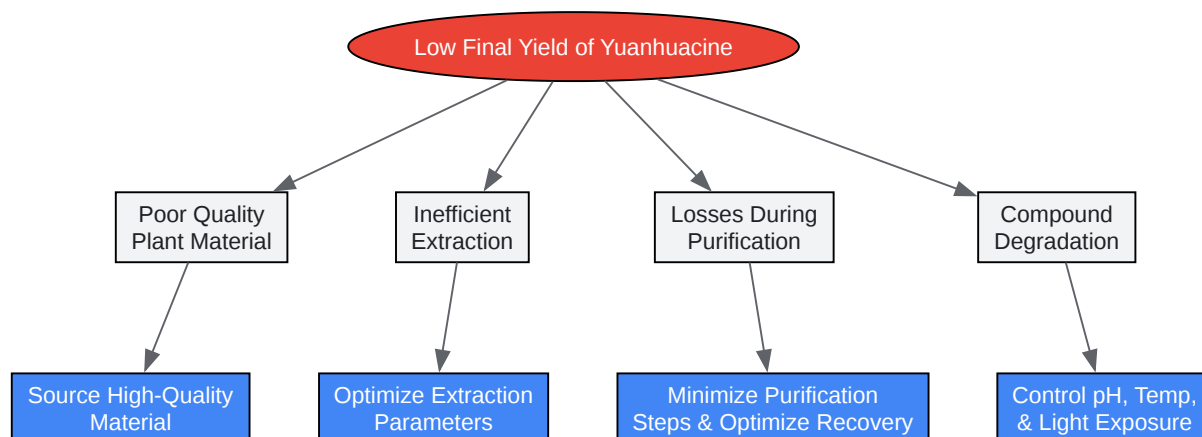 Low Final Yield of Yuanhuacine
Poor Quality
Plant Material
Inefficient
Extraction
Losses During
Purification
Compound
Degradation
Source High-Quality
Material
Optimize Extraction
Parameters
Minimize Purification
Steps & Optimize Recovery
Control pH, Temp,
& Light Exposure